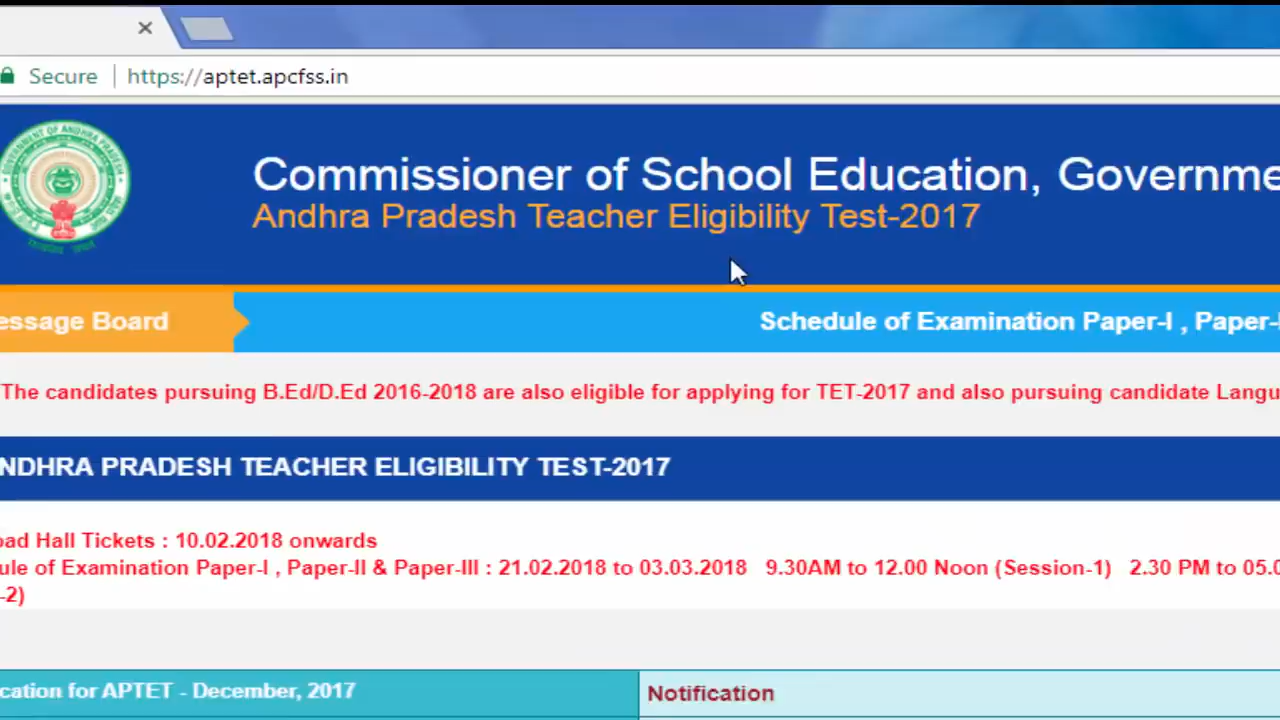 Secure https://aptet.apcfss.in
GOVERNMENT OF ANDHRA PRADESH
Commissioner of School Education, Governme
Andhra Pradesh Teacher Eligibility Test-2017
essage Board
Schedule of Examination Paper-I , Paper-I
The candidates pursuing B.Ed/D.Ed 2016-2018 are also eligible for applying for TET-2017 and also pursuing candidate Langu
NDHRA PRADESH TEACHER ELIGIBILITY TEST-2017
oad Hall Tickets : 10.02.2018 onwards
ule of Examination Paper-I , Paper-II & Paper-III : 21.02.2018 to 03.03.2018 9.30AM to 12.00 Noon (Session-1) 2.30 PM to 05.0
-2)
cation for APTET - December, 2017
Notification